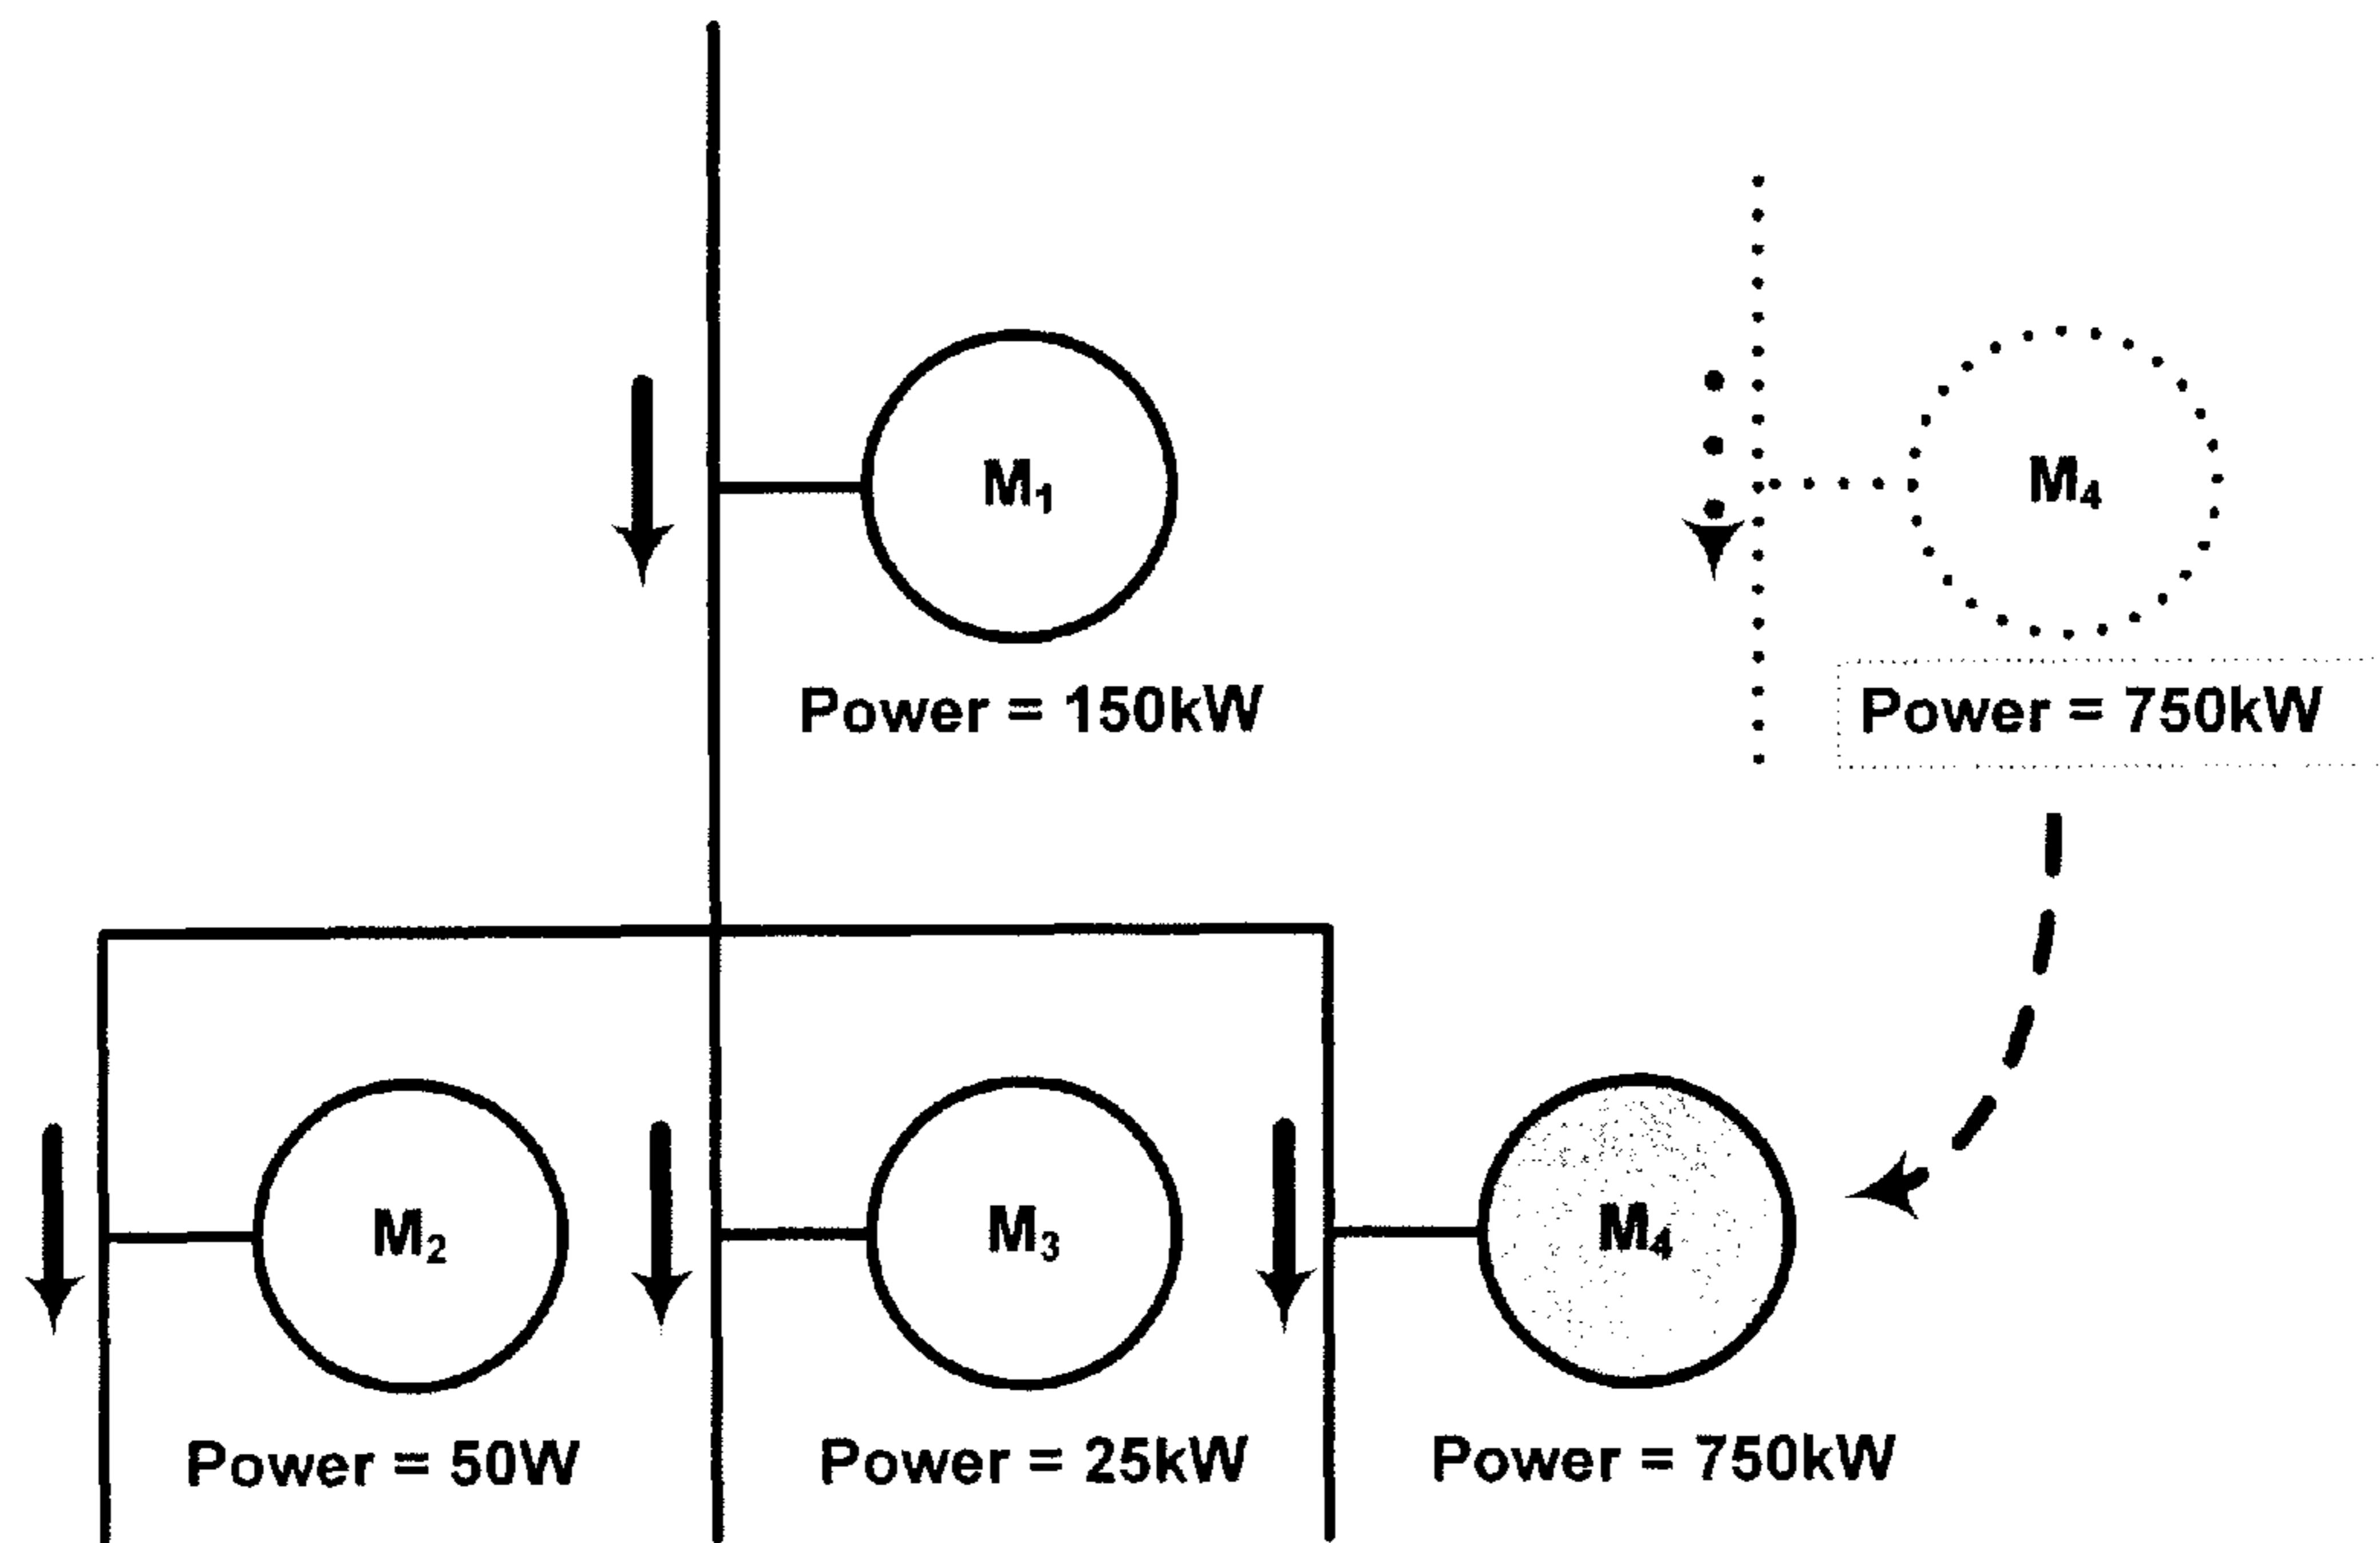 M₁
M₄
Power = 150kW
Power = 750kW
M₂
M₃
M₄
Power = 50W
Power = 25kW
Power = 750kW